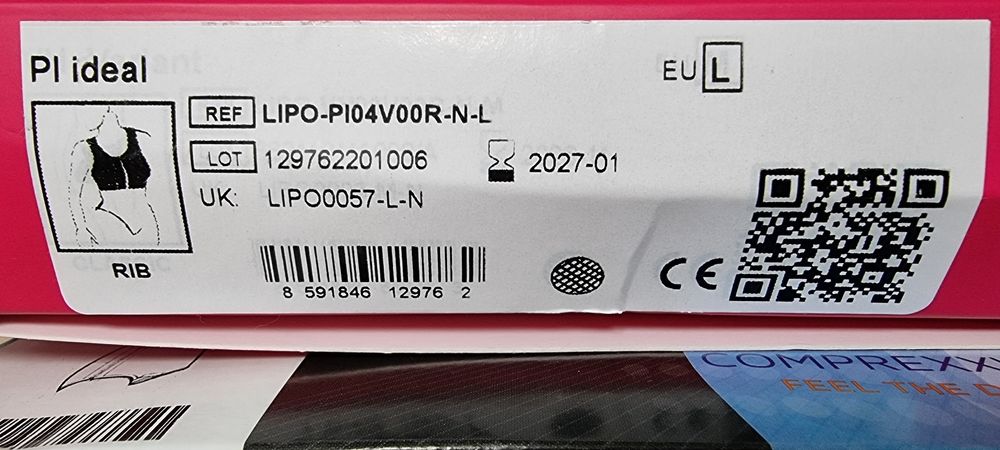 PI ideal
EU L
REF LIPO-PI04V00R-N-L
LOT 129762201006
2027-01
UK: LIPO0057-L-N
RIB
8 591846 12976 2
CE
COMPREXX
FEEL THE